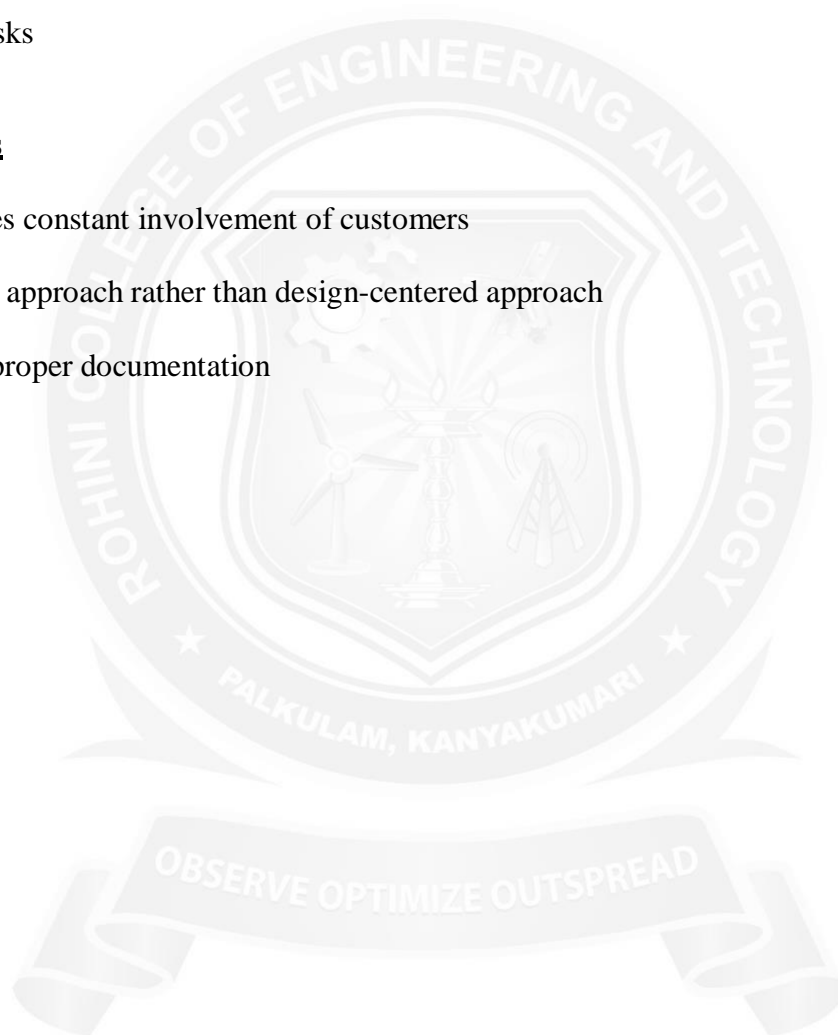 sks
s
es constant involvement of customers
approach rather than design-centered approach
proper documentation
ROHINI COLLEGE OF ENGINEERING AND TECHNOLOGY
PALKULAM, KANYAKUMARI
OBSERVE OPTIMIZE OUTSPREAD